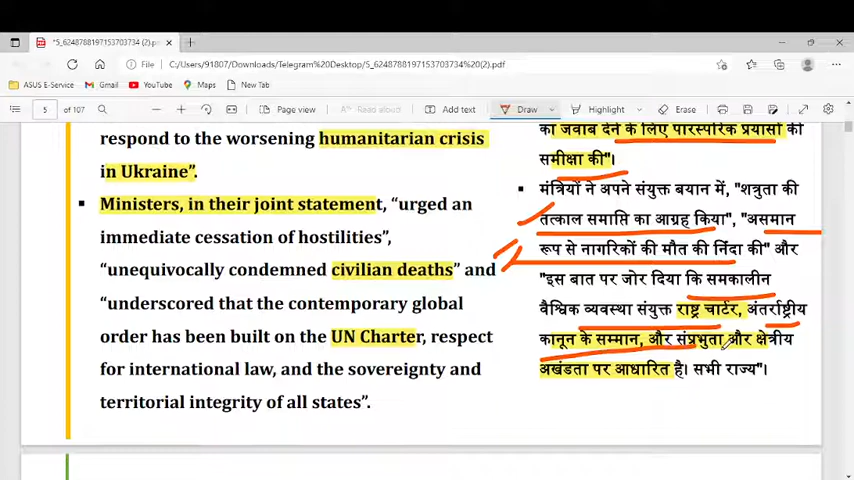 *5_6248788197153703734 (2).pdf
File
C:/Users/91807/Downloads/Telegram%20Desktop/5_6248788197153703734%20(2).pdf
ASUS E-Service
Gmail
YouTube
Maps
New Tab
5
of 107
Page view
Read aloud
Add text
Draw
Highlight
Erase
respond to the worsening humanitarian crisis
in Ukraine”.
▪ Ministers, in their joint statement, “urged an
immediate cessation of hostilities”,
“unequivocally condemned civilian deaths” and
“underscored that the contemporary global
order has been built on the UN Charter, respect
for international law, and the sovereignty and
territorial integrity of all states”.
का जवाब देने के लिए पारस्परिक प्रयासों की
समीक्षा की"।
▪ मंत्रियों ने अपने संयुक्त बयान में, "शत्रुता की
तत्काल समाप्ति का आग्रह किया", "असमान
रूप से नागरिकों की मौत की निंदा की" और
"इस बात पर जोर दिया कि समकालीन
वैश्विक व्यवस्था संयुक्त राष्ट्र चार्टर, अंतर्राष्ट्रीय
कानून के सम्मान, और संप्रभुता और क्षेत्रीय
अखंडता पर आधारित है। सभी राज्य"।